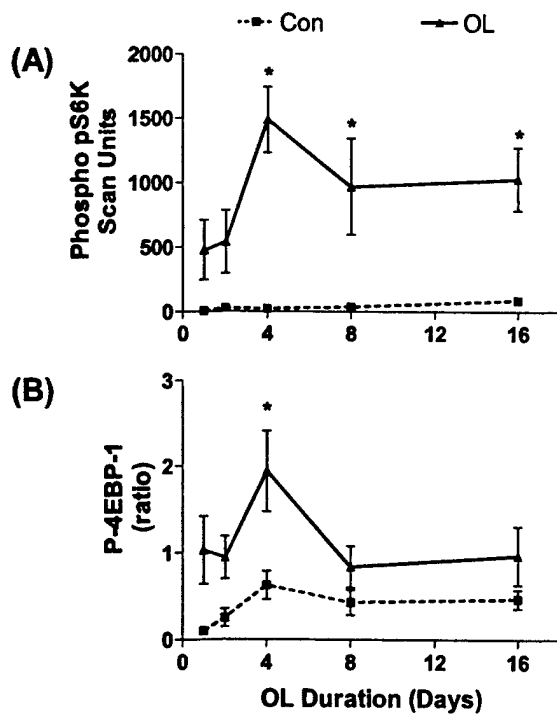 Con OL
(A)
Phospho pS6K
Scan Units
2000
1500
1000
500
0
* * *
0 4 8 12 16
(B)
P-4EBP-1
(ratio)
3
2
1
0
*
0 4 8 12 16
OL Duration (Days)